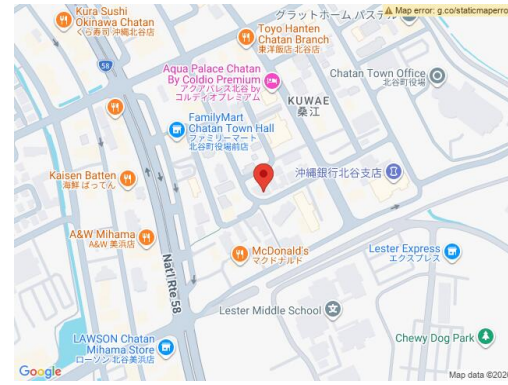 Kura Sushi
Okinawa Chatan
くら寿司 沖縄北谷店
58
グラットホーム パステル
Map error: g.co/staticmaperro
Toyo Hanten
Chatan Branch
東洋飯店 北谷店
Aqua Palace Chatan
By Coldio Premium
アクアパレス北谷 by
コルディオプレミアム
Chatan Town Office
北谷町役場
KUWAE
桑江
FamilyMart
Chatan Town Hall
ファミリーマート
北谷町役場前店
Kaisen Batten
海鮮 ばってん
沖縄銀行北谷支店
A&W Mihama
A&W 美浜店
Nat'l Rte 58
McDonald's
マクドナルド
Lester Express
エクスプレス
Lester Middle School
LAWSON Chatan
Mihama Store
ローソン 北谷美浜店
Chewy Dog Park
Google
Map data ©2026